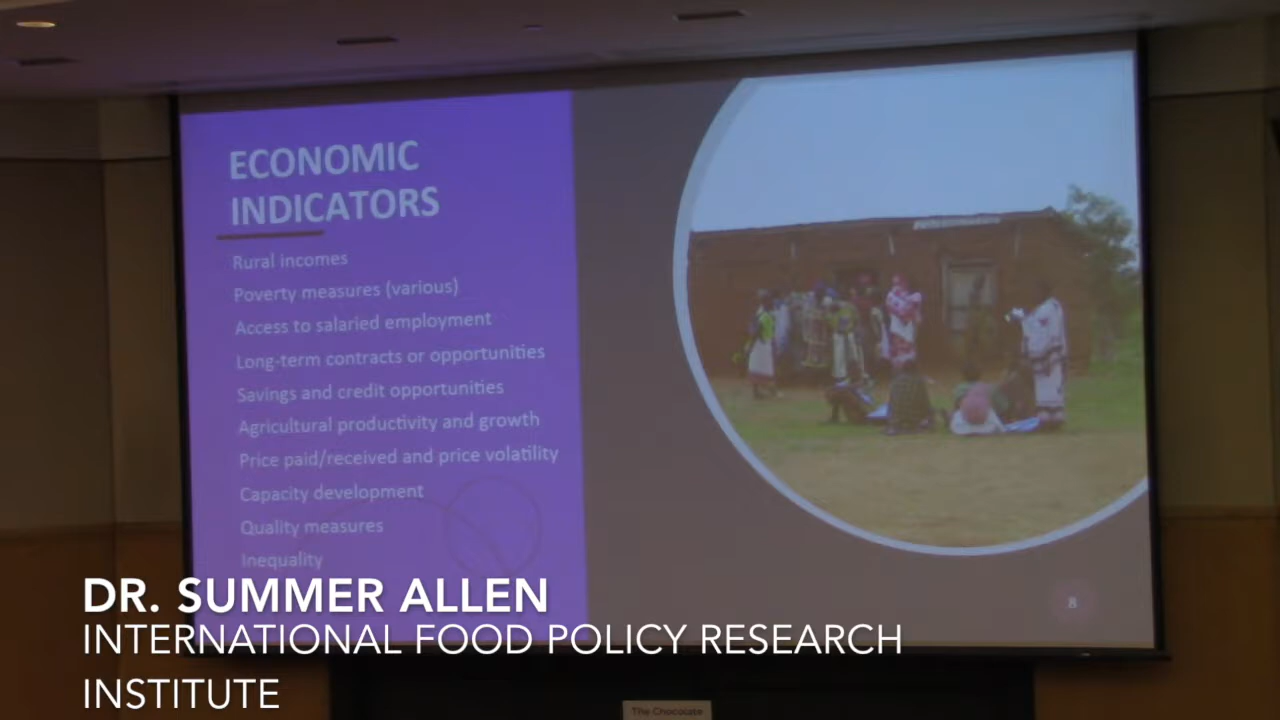 ECONOMIC
INDICATORS
Rural incomes
Poverty measures (various)
Access to salaried employment
Long-term contracts or opportunities
Savings and credit opportunities
Agricultural productivity and growth
Price paid/received and price volatility
Capacity development
Quality measures
Inequality
8
DR. SUMMER ALLEN
INTERNATIONAL FOOD POLICY RESEARCH
INSTITUTE
The Chocolate